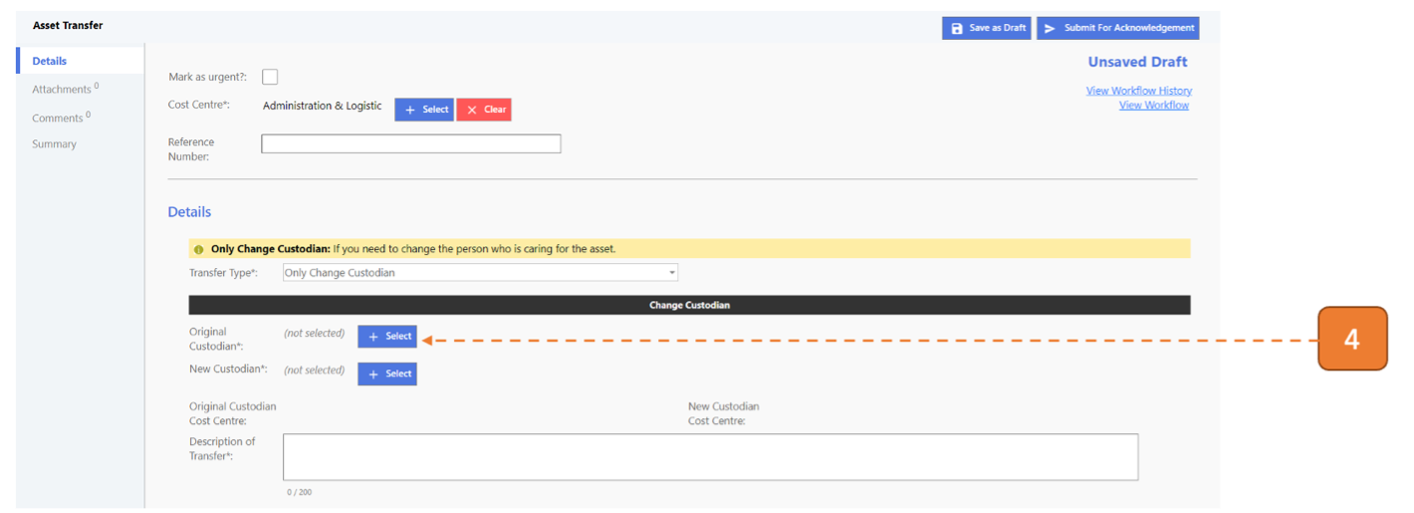 Asset Transfer
Save as Draft
Submit For Acknowledgement
Details
Attachments 0
Comments 0
Summary
Unsaved Draft
View Workflow History
View Workflow
Mark as urgent?:
Cost Centre*: Administration & Logistic + Select × Clear
Reference
Number:
Details
Only Change Custodian: If you need to change the person who is caring for the asset.
Transfer Type*: Only Change Custodian
Change Custodian
Original
Custodian*:
(not selected) + Select
4
New Custodian*: (not selected) + Select
Original Custodian
Cost Centre:
New Custodian
Cost Centre:
Description of
Transfer*:
0 / 200